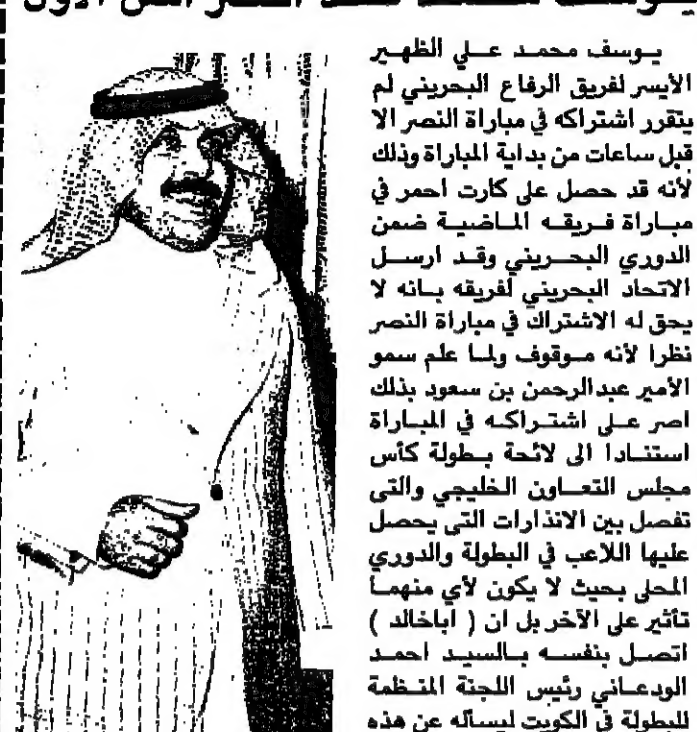 يوسف محمد علي الظهير
الأيسر لفريق الرفاع البحريني لم
يتقرر اشتراكه في مباراة النصر الا
قبل ساعات من بداية المباراة وذلك
لأنه قد حصل على كارت احمر في
مباراة فريقه الماضية ضمن
الدوري البحريني وقد ارسل
الاتحاد البحريني لفريقه بانه لا
يحق له الاشتراك في مباراة النصر
نظرا لأنه موقوف ولما علم سمو
الأمير عبدالرحمن بن سعود بذلك
اصر على اشتراكه في المباراة
استنادا الى لائحة بطولة كأس
مجلس التعاون الخليجي والتى
تفصل بين الانذارات التي يحصل
عليها اللاعب في البطولة والدوري
المحلى بحيث لا يكون لأي منهما
تأثير على الآخر بل ان ( اباخالد )
اتصل بنفسه بالسيد احمد
الودعاني رئيس اللجنة المنظمة
للبطولة في الكويت ليسأله عن هذه